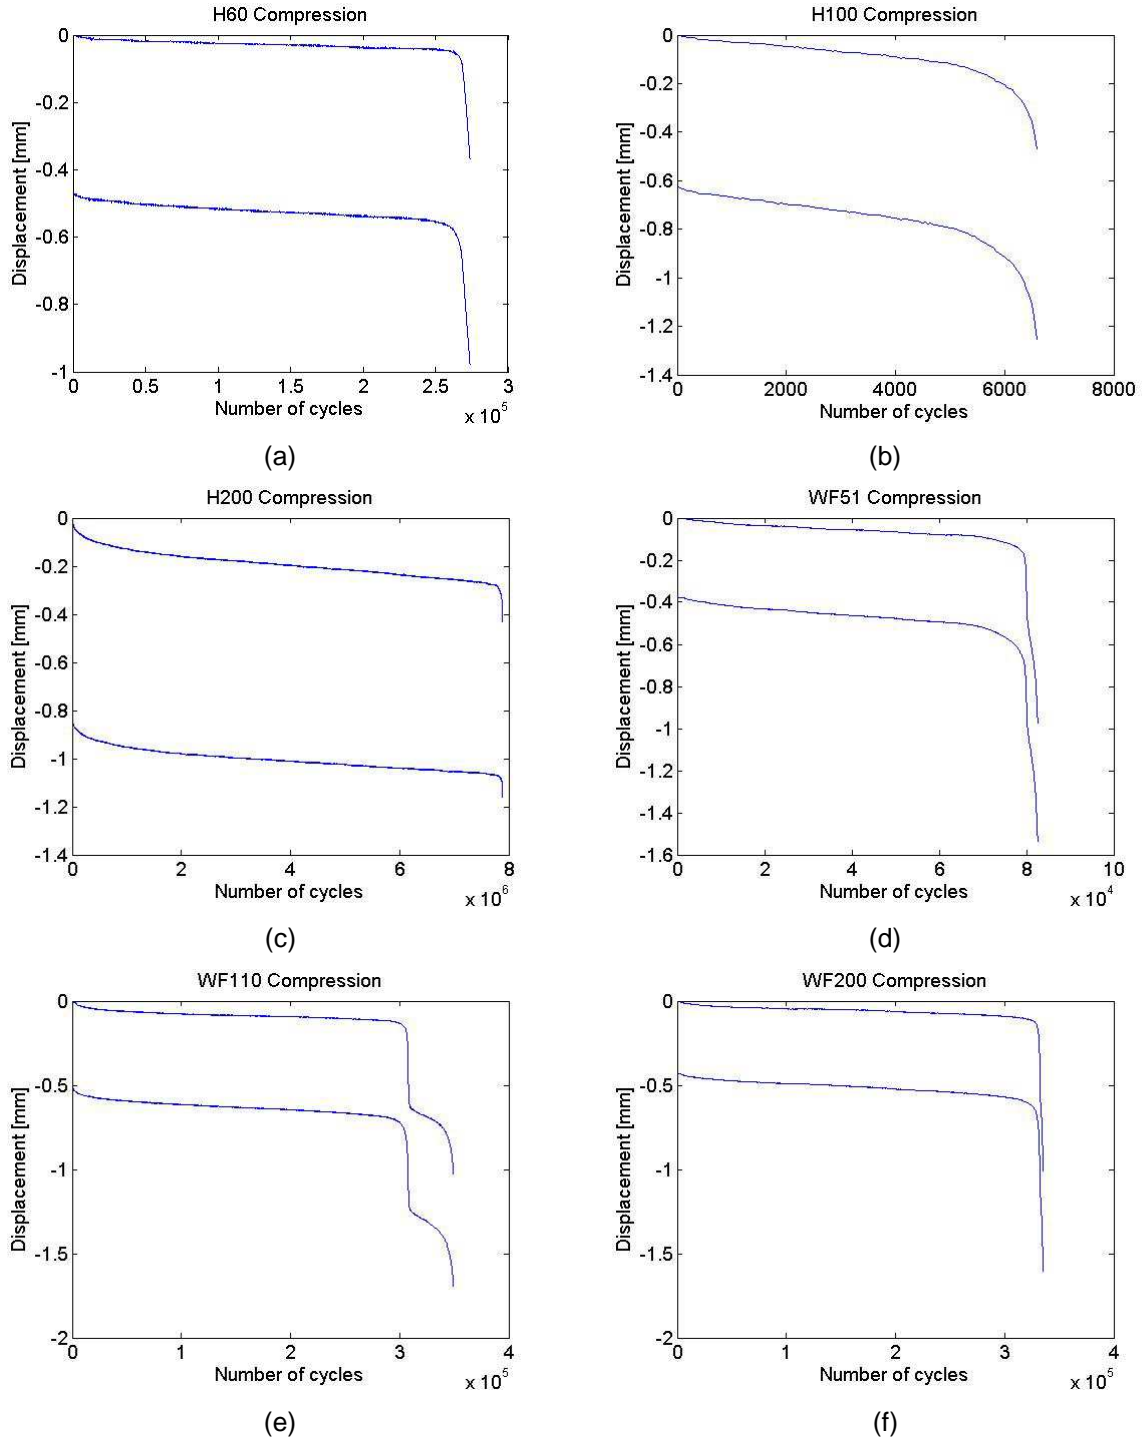 H60 Compression
0
-0.2
-0.4
-0.6
-0.8
-1
Displacement [mm]
0 0.5 1 1.5 2 2.5 3
Number of cycles
x 10^5
(a)
H100 Compression
0
-0.2
-0.4
-0.6
-0.8
-1
-1.2
-1.4
Displacement [mm]
0 2000 4000 6000 8000
Number of cycles
(b)
H200 Compression
0
-0.2
-0.4
-0.6
-0.8
-1
-1.2
-1.4
Displacement [mm]
0 2 4 6 8
Number of cycles
x 10^6
(c)
WF51 Compression
0
-0.2
-0.4
-0.6
-0.8
-1
-1.2
-1.4
-1.6
Displacement [mm]
0 2 4 6 8 10
Number of cycles
x 10^4
(d)
WF110 Compression
0
-0.5
-1
-1.5
-2
Displacement [mm]
0 1 2 3 4
Number of cycles
x 10^5
(e)
WF200 Compression
0
-0.5
-1
-1.5
-2
Displacement [mm]
0 1 2 3 4
Number of cycles
x 10^5
(f)